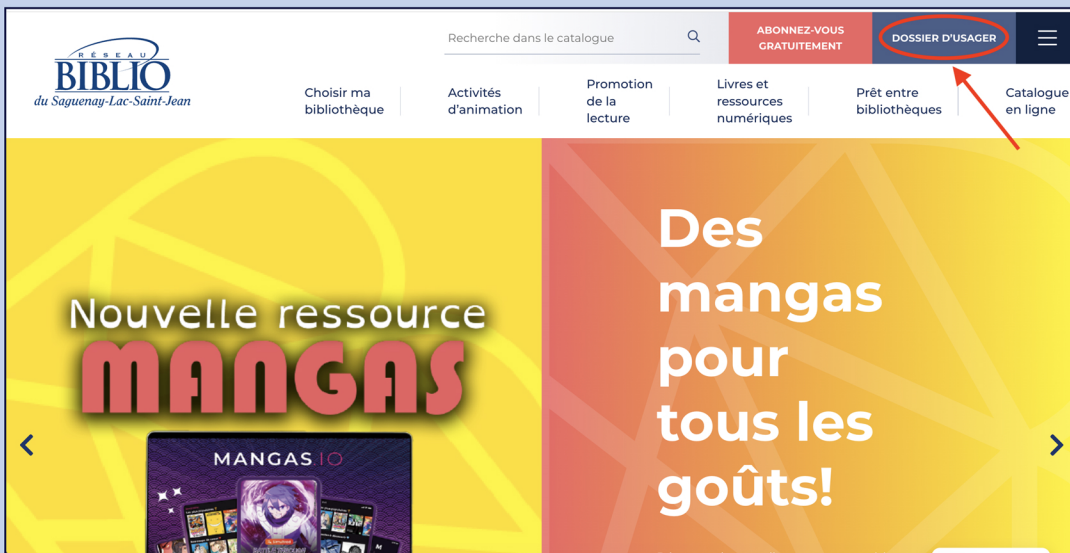 RÉSEAU
BIBLIO
du Saguenay-Lac-Saint-Jean
Recherche dans le catalogue
ABONNEZ-VOUS
GRATUITEMENT
DOSSIER D'USAGER
Choisir ma
bibliothèque
Activités
d'animation
Promotion
de la
lecture
Livres et
ressources
numériques
Prêt entre
bibliothèques
Catalogue
en ligne
Nouvelle ressource
MANGAS
MANGAS.IO
Des
mangas
pour
tous les
goûts!